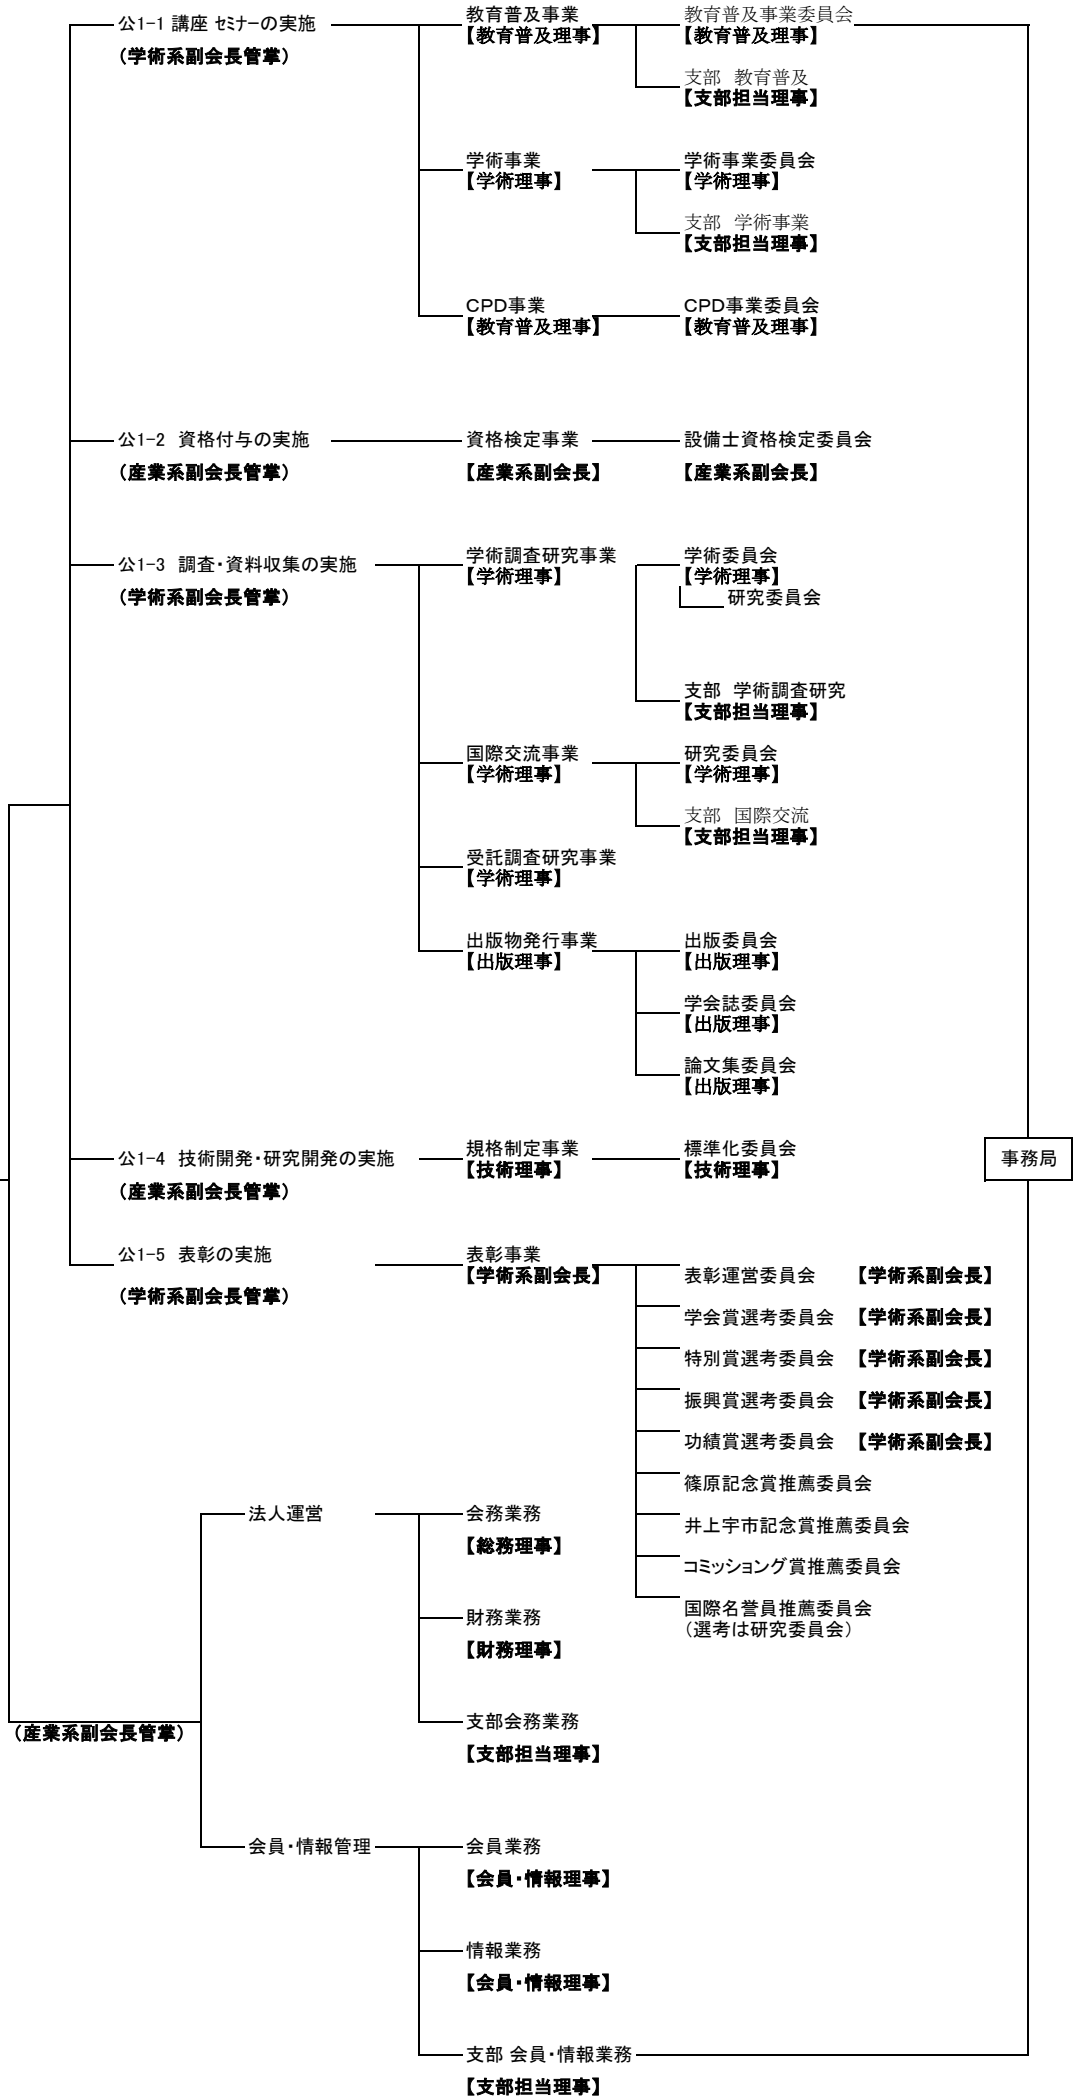 公1-1 講座 セミナーの実施
（学術系副会長管掌）
教育普及事業
【教育普及理事】
教育普及事業委員会
【教育普及理事】
支部　教育普及
【支部担当理事】
学術事業
【学術理事】
学術事業委員会
【学術理事】
支部　学術事業
【支部担当理事】
CPD事業
【教育普及理事】
CPD事業委員会
【教育普及理事】
公1-2　資格付与の実施
（産業系副会長管掌）
資格検定事業
【産業系副会長】
設備士資格検定委員会
【産業系副会長】
公1-3　調査・資料収集の実施
（学術系副会長管掌）
学術調査研究事業
【学術理事】
学術委員会
【学術理事】
研究委員会
支部　学術調査研究
【支部担当理事】
国際交流事業
【学術理事】
研究委員会
【学術理事】
支部　国際交流
【支部担当理事】
受託調査研究事業
【学術理事】
出版物発行事業
【出版理事】
出版委員会
【出版理事】
学会誌委員会
【出版理事】
論文集委員会
【出版理事】
公1-4　技術開発・研究開発の実施
（産業系副会長管掌）
規格制定事業
【技術理事】
標準化委員会
【技術理事】
事務局
公1-5　表彰の実施
（学術系副会長管掌）
表彰事業
【学術系副会長】
表彰運営委員会　【学術系副会長】
学会賞選考委員会　【学術系副会長】
特別賞選考委員会　【学術系副会長】
振興賞選考委員会　【学術系副会長】
功績賞選考委員会　【学術系副会長】
篠原記念賞推薦委員会
井上宇市記念賞推薦委員会
コミッショング賞推薦委員会
国際名誉員推薦委員会
（選考は研究委員会）
（産業系副会長管掌）
法人運営
会務業務
【総務理事】
財務業務
【財務理事】
支部会務業務
【支部担当理事】
会員・情報管理
会員業務
【会員・情報理事】
情報業務
【会員・情報理事】
支部 会員・情報業務
【支部担当理事】